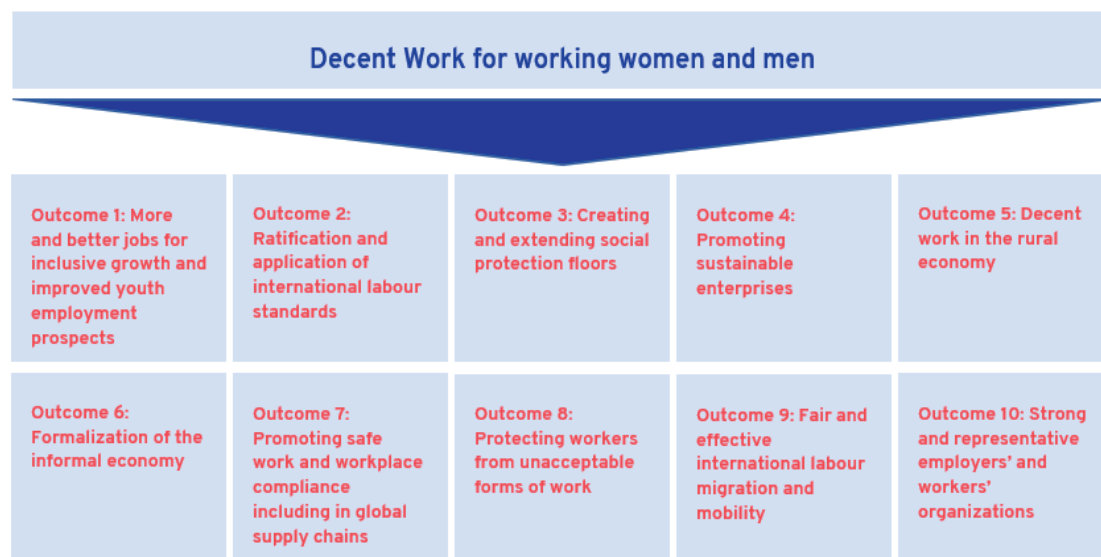 Decent Work for working women and men
Outcome 1: More
and better jobs for
inclusive growth and
improved youth
employment
prospects
Outcome 2:
Ratification and
application of
international labour
standards
Outcome 3: Creating
and extending social
protection floors
Outcome 4:
Promoting
sustainable
enterprises
Outcome 5: Decent
work in the rural
economy
Outcome 6:
Formalization of the
informal economy
Outcome 7:
Promoting safe
work and workplace
compliance
including in global
supply chains
Outcome 8:
Protecting workers
from unacceptable
forms of work
Outcome 9: Fair and
effective
international labour
migration and
mobility
Outcome 10: Strong
and representative
employers’ and
workers’
organizations